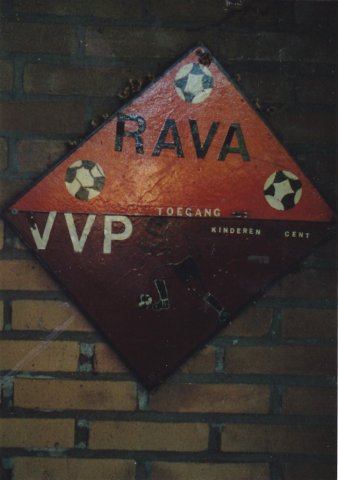 RAVA
VVP TOEGANG
KINDEREN CENT